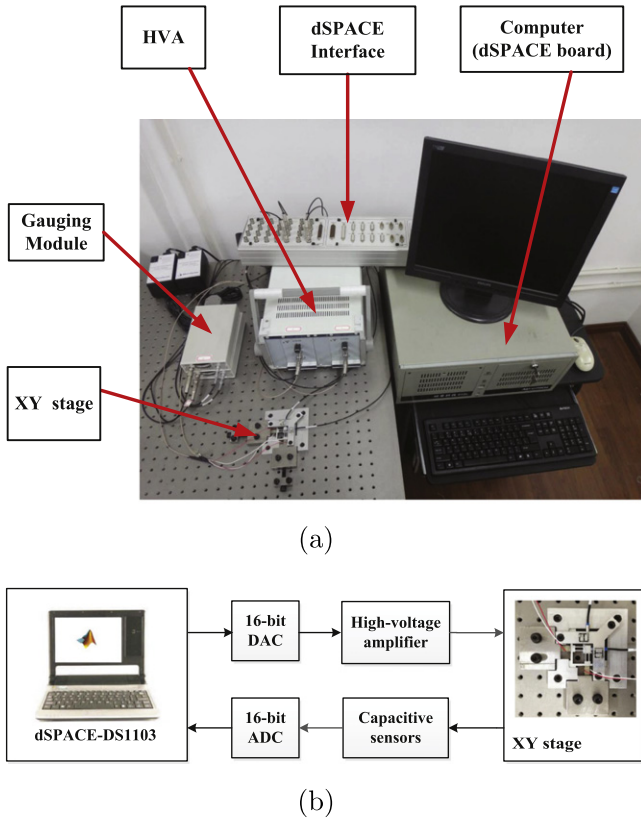 HVA
dSPACE
Interface
Computer
(dSPACE board)
Gauging
Module
XY stage
(a)
16-bit
DAC
High-voltage
amplifier
dSPACE-DS1103
16-bit
ADC
Capacitive
sensors
XY stage
(b)